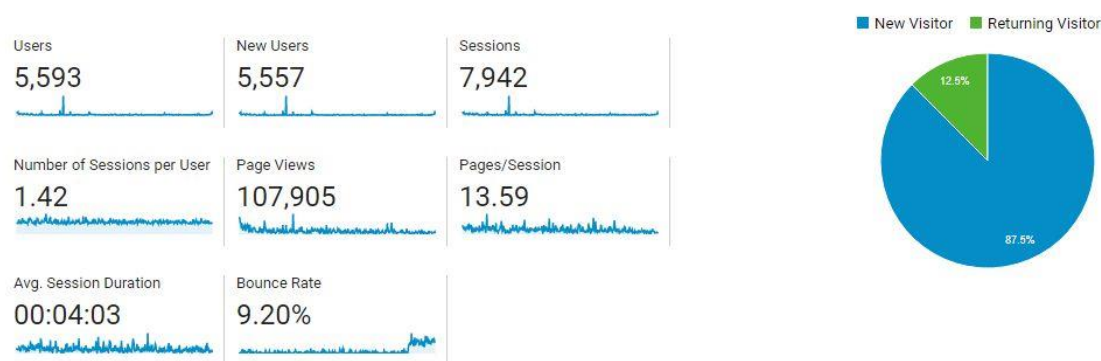 New Visitor Returning Visitor
Users
5,593
New Users
5,557
Sessions
7,942
Number of Sessions per User
1.42
Page Views
107,905
Pages/Session
13.59
Avg. Session Duration
00:04:03
Bounce Rate
9.20%
12.5%
87.5%